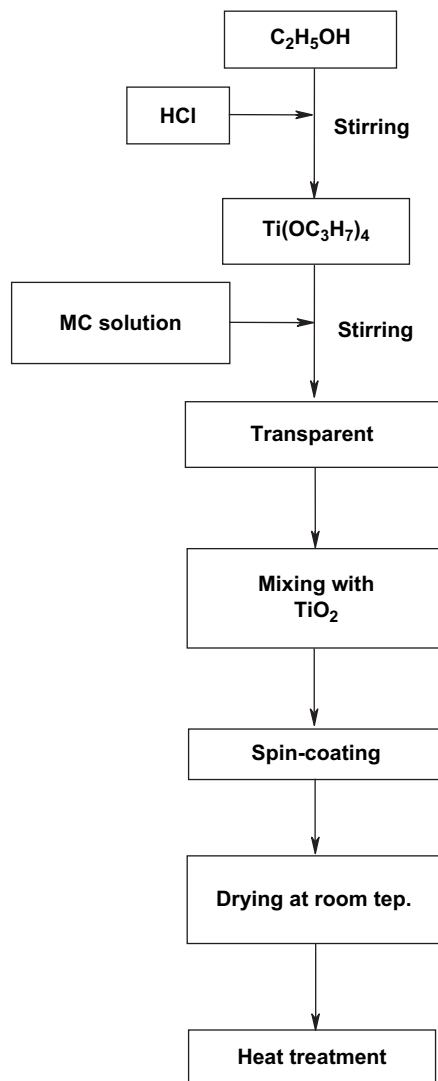 C₂H₅OH
HCl
Stirring
Ti(OC₃H₇)₄
MC solution
Stirring
Transparent
Mixing with
TiO₂
Spin-coating
Drying at room tep.
Heat treatment